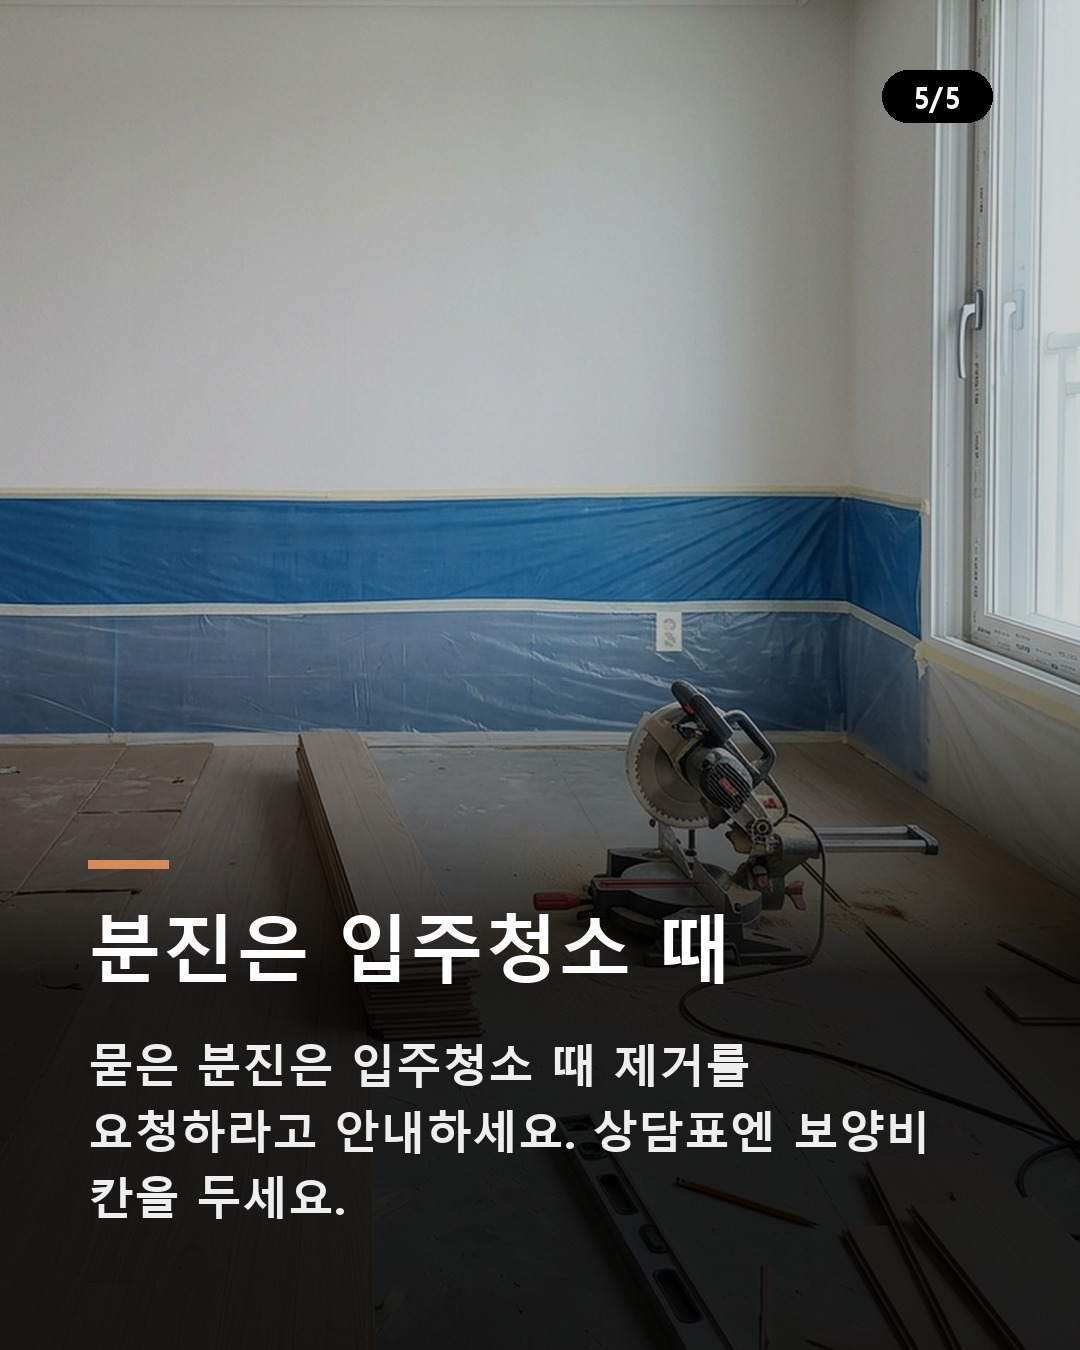 5/5
분진은 입주청소 때
묻은 분진은 입주청소 때 제거를
요청하라고 안내하세요. 상담표엔 보양비
칸을 두세요.